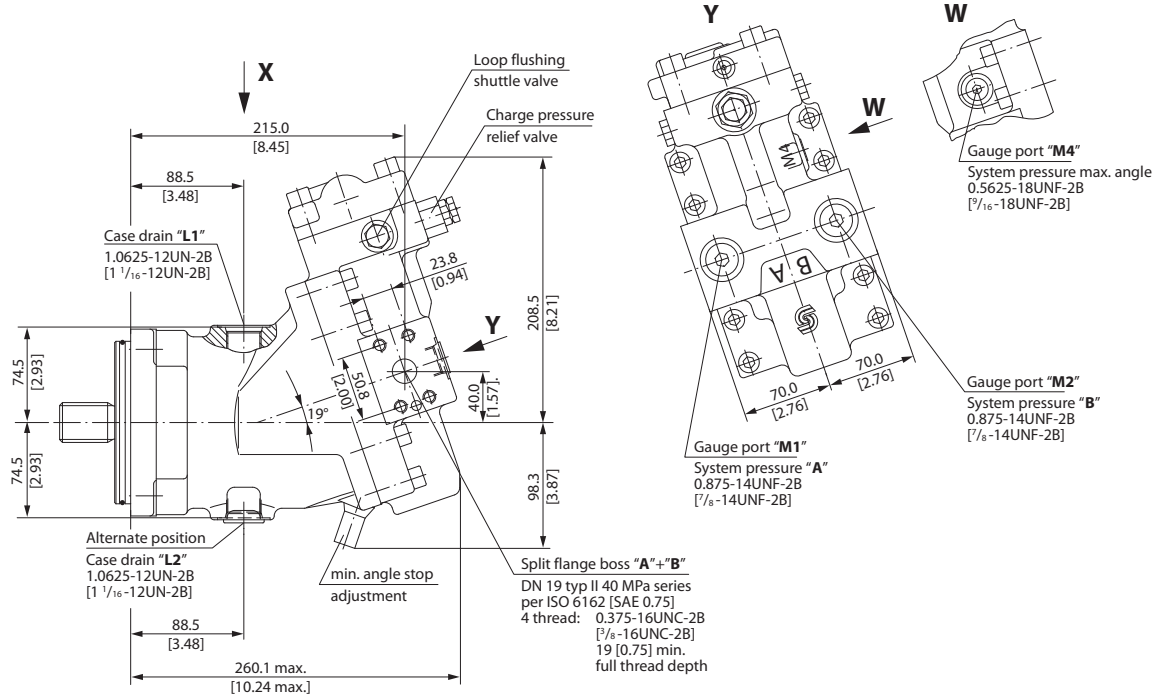 X
Loop flushing
shuttle valve
Charge pressure
relief valve
215.0
[8.45]
88.5
[3.48]
Case drain "L1"
1.0625-12UN-2B
[1 1/16-12UN-2B]
23.8
[0.94]
208.5
[8.21]
Y
74.5
[2.93]
50.8
[2.00]
19°
40.0
[1.57].
74.5
[2.93]
98.3
[3.87]
Alternate position
Case drain "L2"
1.0625-12UN-2B
[1 1/16-12UN-2B]
min. angle stop
adjustment
88.5
[3.48]
260.1 max.
[10.24 max.]
Split flange boss "A"+"B"
DN 19 typ II 40 MPa series
per ISO 6162 [SAE 0.75]
4 thread: 0.375-16UNC-2B
[3/8-16UNC-2B]
19 [0.75] min.
full thread depth
Y
W
M4
B A
70.0
[2.76]
70.0
[2.76]
Gauge port "M1"
System pressure "A"
0.875-14UNF-2B
[7/8-14UNF-2B]
Gauge port "M2"
System pressure "B"
0.875-14UNF-2B
[7/8-14UNF-2B]
W
Gauge port "M4"
System pressure max. angle
0.5625-18UNF-2B
[9/16-18UNF-2B]